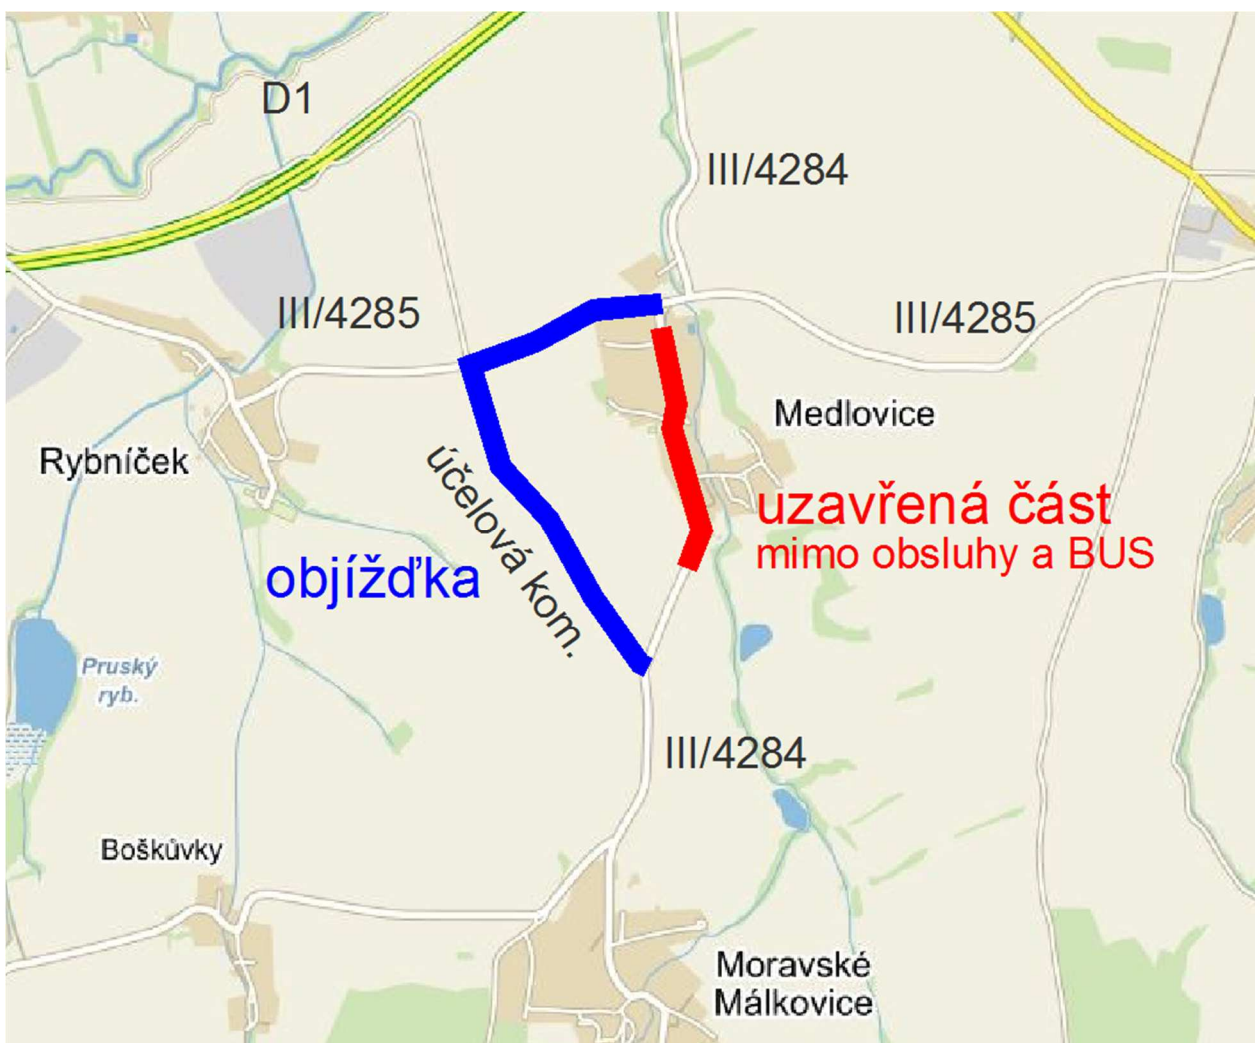 D1
III/4284
III/4285
III/4285
Medlovice
Rybníček
účelová kom.
uzavřená část
mimo obsluhy a BUS
objížďka
Pruský
ryb.
III/4284
Boškůvky
Moravské
Málkovice